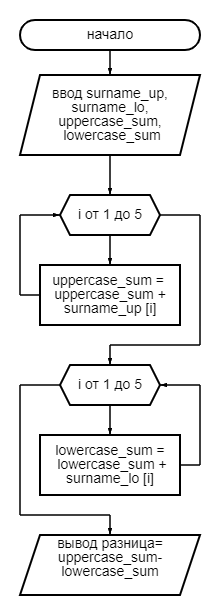 начало
ввод surname_up,
surname_lo,
uppercase_sum,
lowercase_sum
i от 1 до 5
uppercase_sum =
uppercase_sum +
surname_up [i]
i от 1 до 5
lowercase_sum =
lowercase_sum +
surname_lo [i]
вывод разница=
uppercase_sum-
lowercase_sum